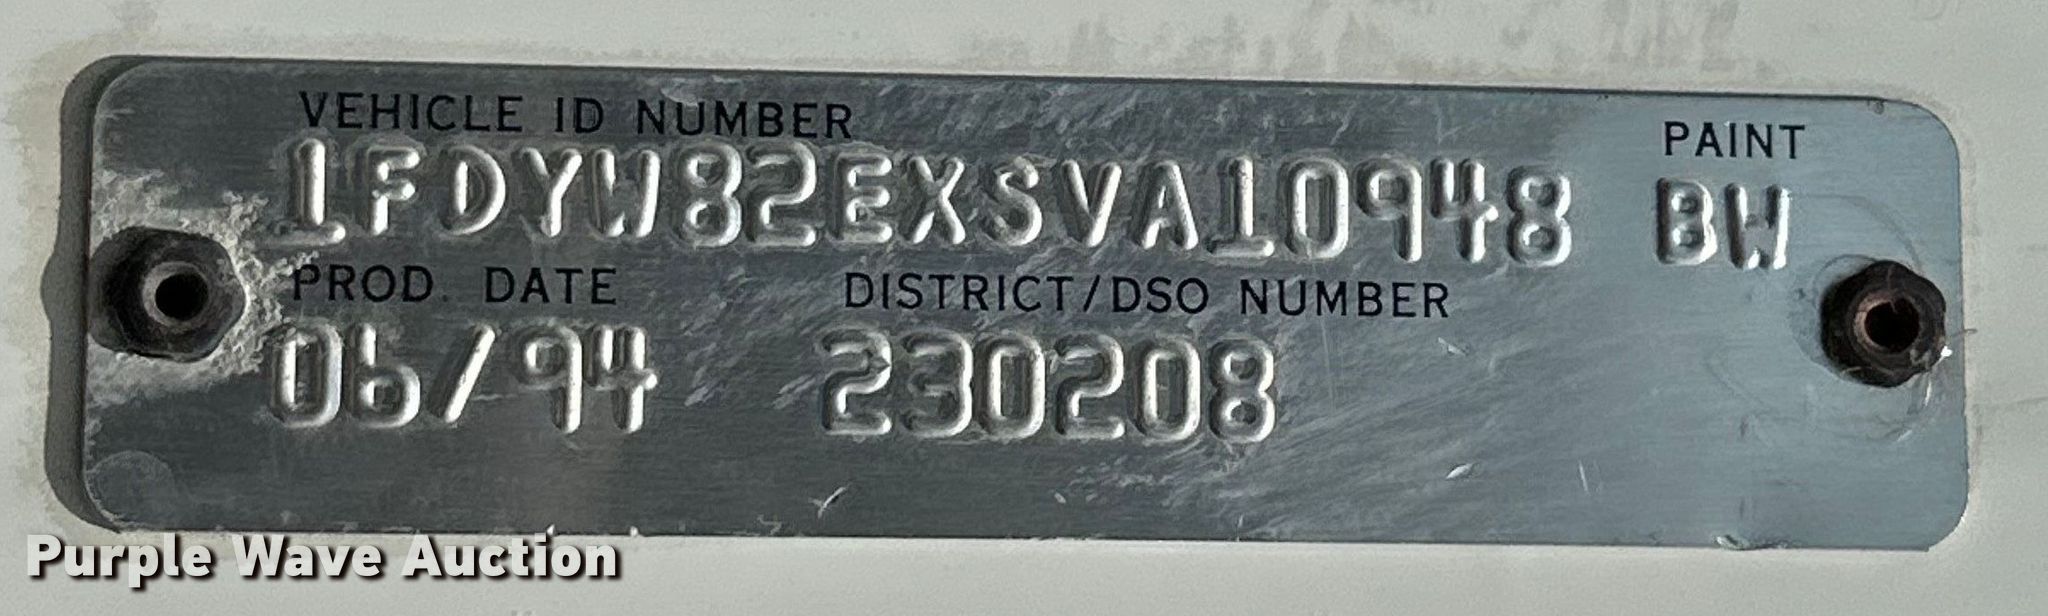 VEHICLE ID NUMBER PAINT
1FDYW82EXSVA10948 BW
PROD. DATE DISTRICT/DSO NUMBER
06/94 230208
Purple Wave Auction